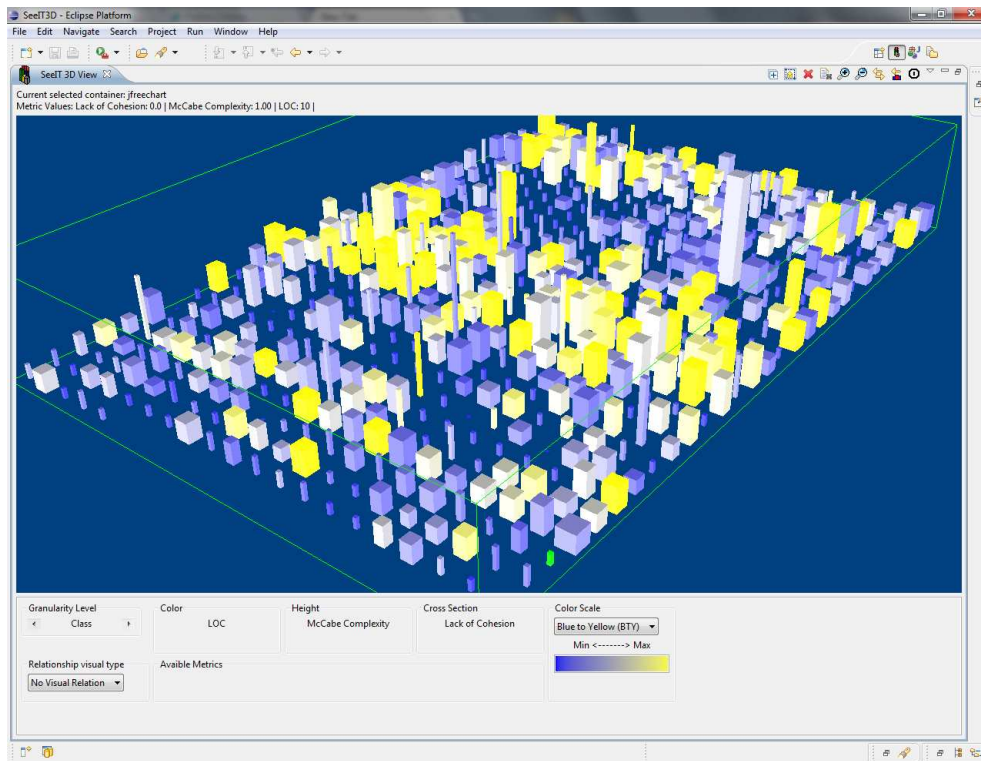 SeeIT3D - Eclipse Platform
File Edit Navigate Search Project Run Window Help
SeeIT 3D View
Current selected container: jfreechart
Metric Values: Lack of Cohesion: 0.0 | McCabe Complexity: 1.00 | LOC: 10 |
Granularity Level
Color
Height
Cross Section
Color Scale
Class
LOC
McCabe Complexity
Lack of Cohesion
Blue to Yellow (BTY)
Min <-------> Max
Relationship visual type
Avaible Metrics
No Visual Relation